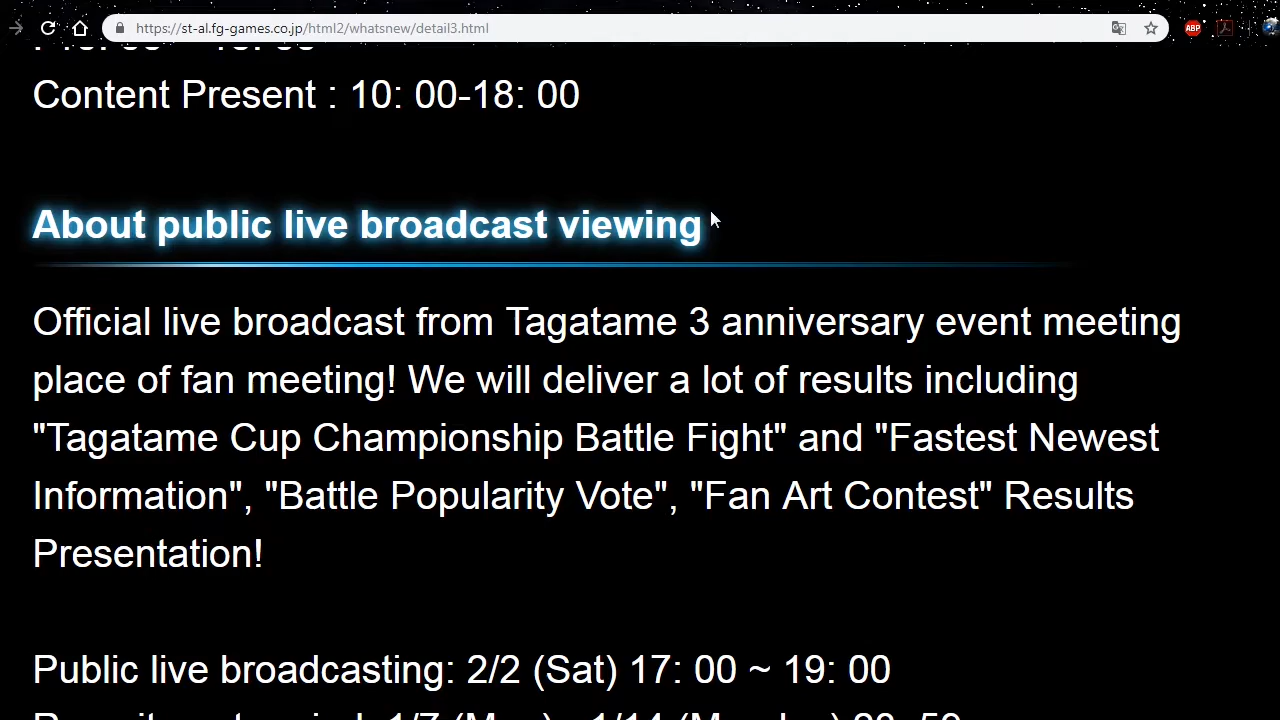 https://st-al.fg-games.co.jp/html2/whatsnew/detail3.html
ABP
Content Present : 10: 00-18: 00
About public live broadcast viewing
Official live broadcast from Tagatame 3 anniversary event meeting
place of fan meeting! We will deliver a lot of results including
"Tagatame Cup Championship Battle Fight" and "Fastest Newest
Information", "Battle Popularity Vote", "Fan Art Contest" Results
Presentation!
Public live broadcasting: 2/2 (Sat) 17: 00 ~ 19: 00